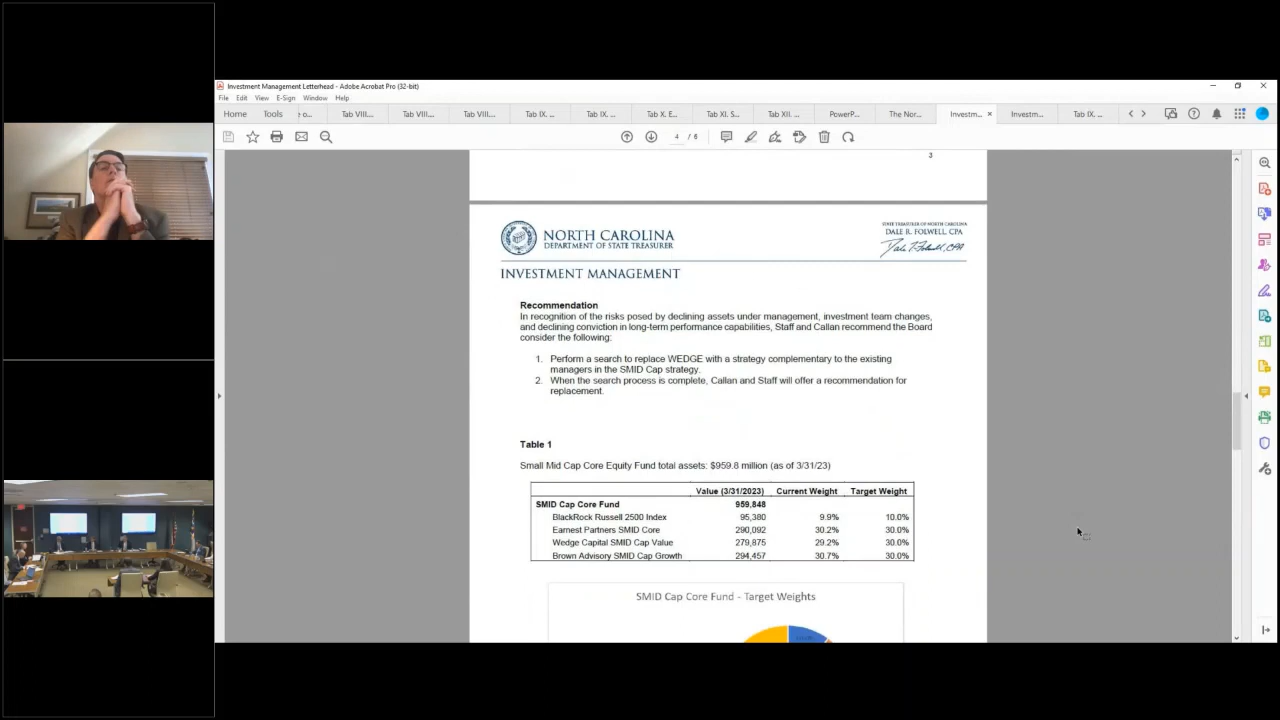 Investment Management Letterhead - Adobe Acrobat Pro (32-bit)
File Edit View E-Sign Window Help
Home Tools e o... Tab VIII.... Tab VIII.... Tab VIII.... Tab IX. ... Tab IX. ... Tab X. E... Tab XI. S... Tab XII. ... PowerP... The Nor... Investm... × Investm... Tab IX. ...
4 / 6
3
NORTH CAROLINA
DEPARTMENT OF STATE TREASURER
STATE TREASURER OF NORTH CAROLINA
DALE R. FOLWELL, CPA
INVESTMENT MANAGEMENT
Recommendation
In recognition of the risks posed by declining assets under management, investment team changes,
and declining conviction in long-term performance capabilities, Staff and Callan recommend the Board
consider the following:
1. Perform a search to replace WEDGE with a strategy complementary to the existing
managers in the SMID Cap strategy.
2. When the search process is complete, Callan and Staff will offer a recommendation for
replacement.
Table 1
Small Mid Cap Core Equity Fund total assets: $959.8 million (as of 3/31/23)
Value (3/31/2023) Current Weight Target Weight
SMID Cap Core Fund 959,848
BlackRock Russell 2500 Index 95,380 9.9% 10.0%
Earnest Partners SMID Core 290,092 30.2% 30.0%
Wedge Capital SMID Cap Value 279,875 29.2% 30.0%
Brown Advisory SMID Cap Growth 294,457 30.7% 30.0%
SMID Cap Core Fund - Target Weights